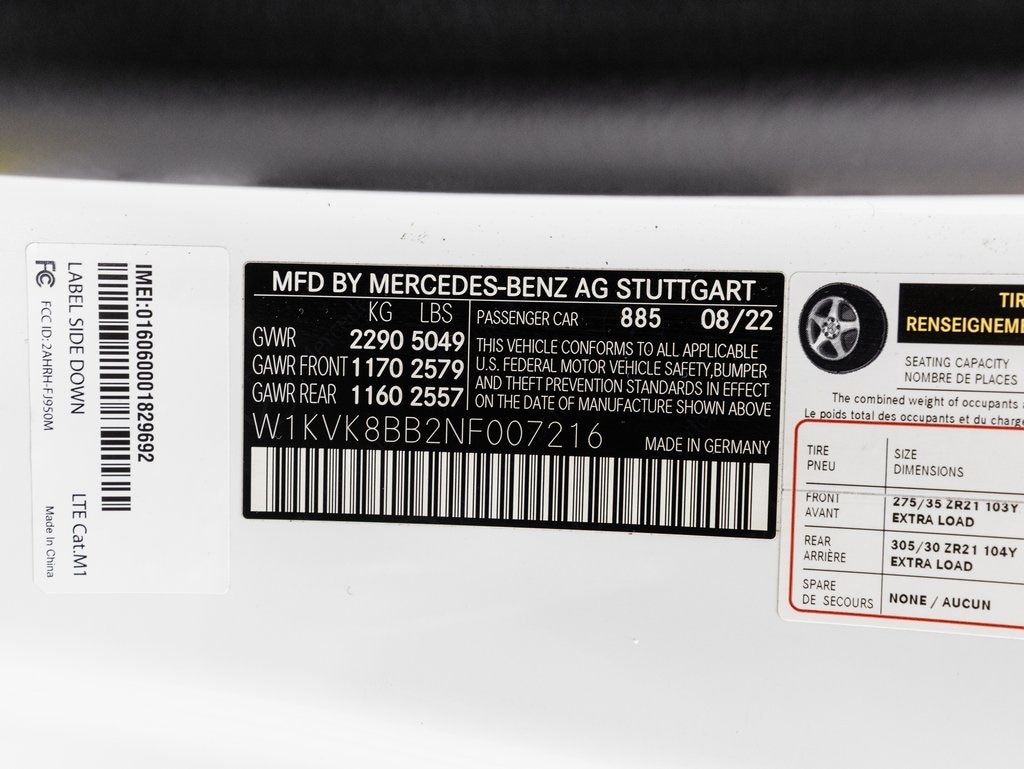 IMEI:016060001829692
LABEL SIDE DOWN
LTE Cat.M1
FC FCC ID: 2AHRH-FJ950M
Made In China
MFD BY MERCEDES-BENZ AG STUTTGART
KG LBS
GVWR 2290 5049
GAWR FRONT 1170 2579
GAWR REAR 1160 2557
PASSENGER CAR 885 08/22
THIS VEHICLE CONFORMS TO ALL APPLICABLE
U.S. FEDERAL MOTOR VEHICLE SAFETY,BUMPER
AND THEFT PREVENTION STANDARDS IN EFFECT
ON THE DATE OF MANUFACTURE SHOWN ABOVE
W1KVK8BB2NF007216
MADE IN GERMANY
TIR
RENSEIGNEM
SEATING CAPACITY
NOMBRE DE PLACES
The combined weight of occupants
Le poids total des occupants et du charge
TIRE SIZE
PNEU DIMENSIONS
FRONT 275/35 ZR21 103Y
AVANT EXTRA LOAD
REAR 305/30 ZR21 104Y
ARRIÈRE EXTRA LOAD
SPARE NONE / AUCUN
DE SECOURS